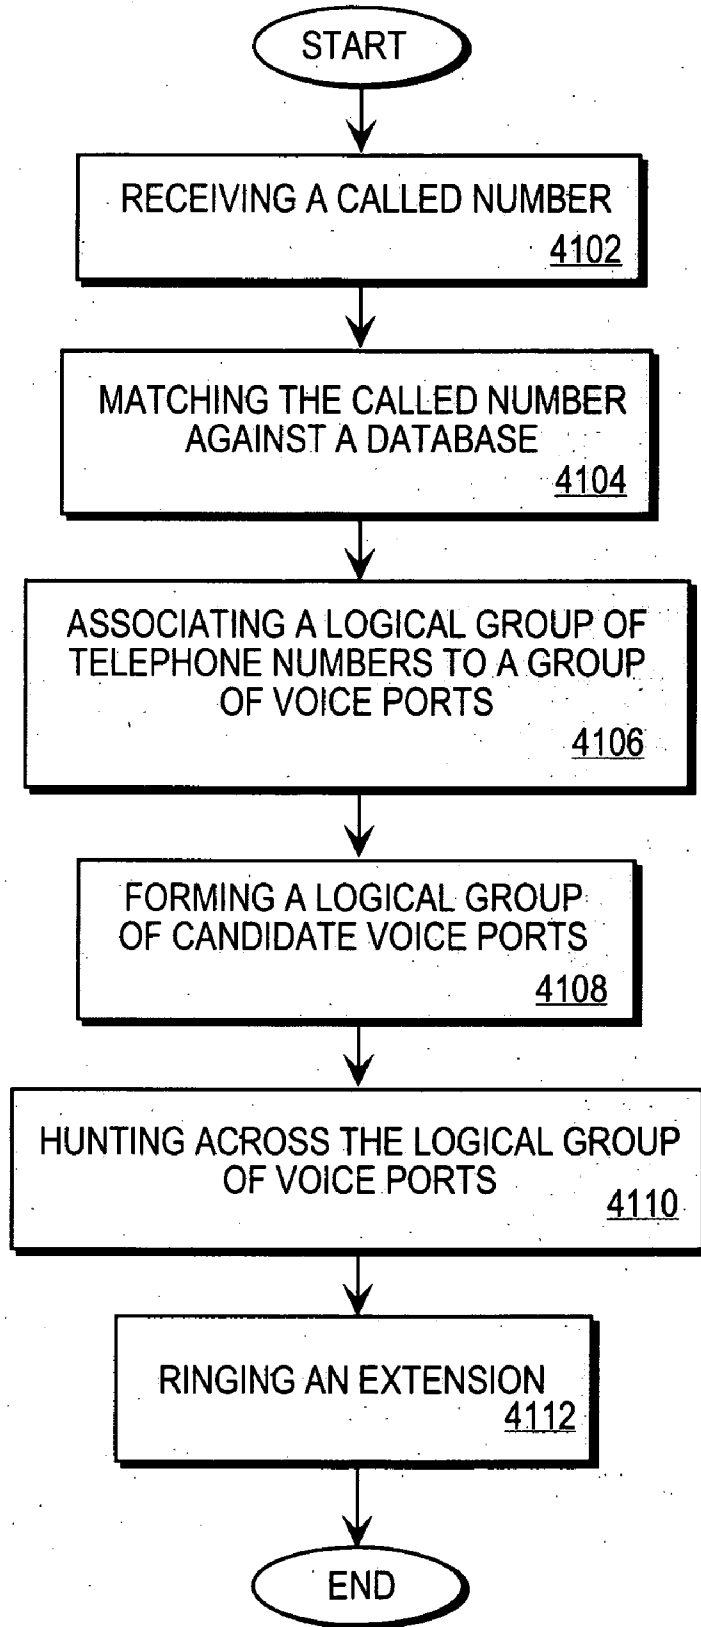 START
RECEIVING A CALLED NUMBER
4102
MATCHING THE CALLED NUMBER
AGAINST A DATABASE
4104
ASSOCIATING A LOGICAL GROUP OF
TELEPHONE NUMBERS TO A GROUP
OF VOICE PORTS
4106
FORMING A LOGICAL GROUP
OF CANDIDATE VOICE PORTS
4108
HUNTING ACROSS THE LOGICAL GROUP
OF VOICE PORTS
4110
RINGING AN EXTENSION
4112
END